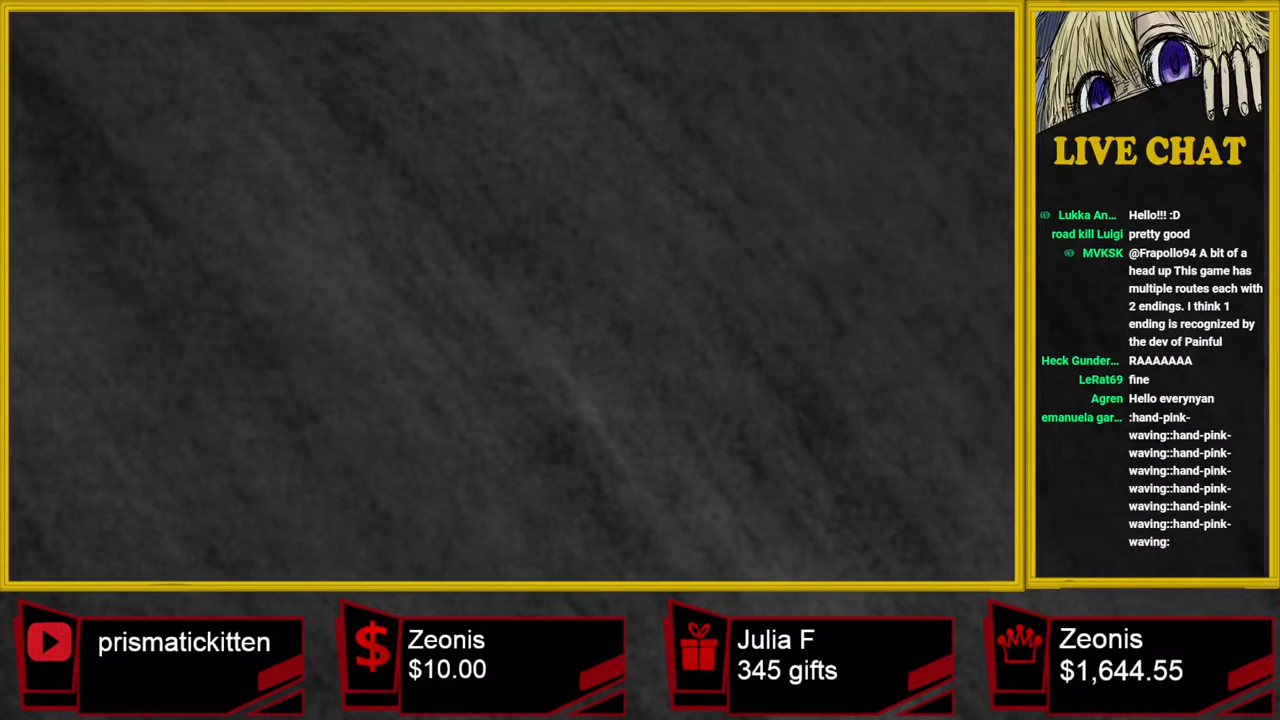 LIVE CHAT
Lukka An... Hello!!! :D
road kill Luigi pretty good
MVKSK @Frapollo94 A bit of a
head up This game has
multiple routes each with
2 endings. I think 1
ending is recognized by
the dev of Painful
Heck Gunder... RAAAAAAA
LeRat69 fine
Agren Hello everynyan
emanuela gar... :hand-pink-
waving::hand-pink-
waving::hand-pink-
waving::hand-pink-
waving::hand-pink-
waving::hand-pink-
waving::hand-pink-
waving:
prismatickitten
$
Zeonis
$10.00
Julia F
345 gifts
Zeonis
$1,644.55